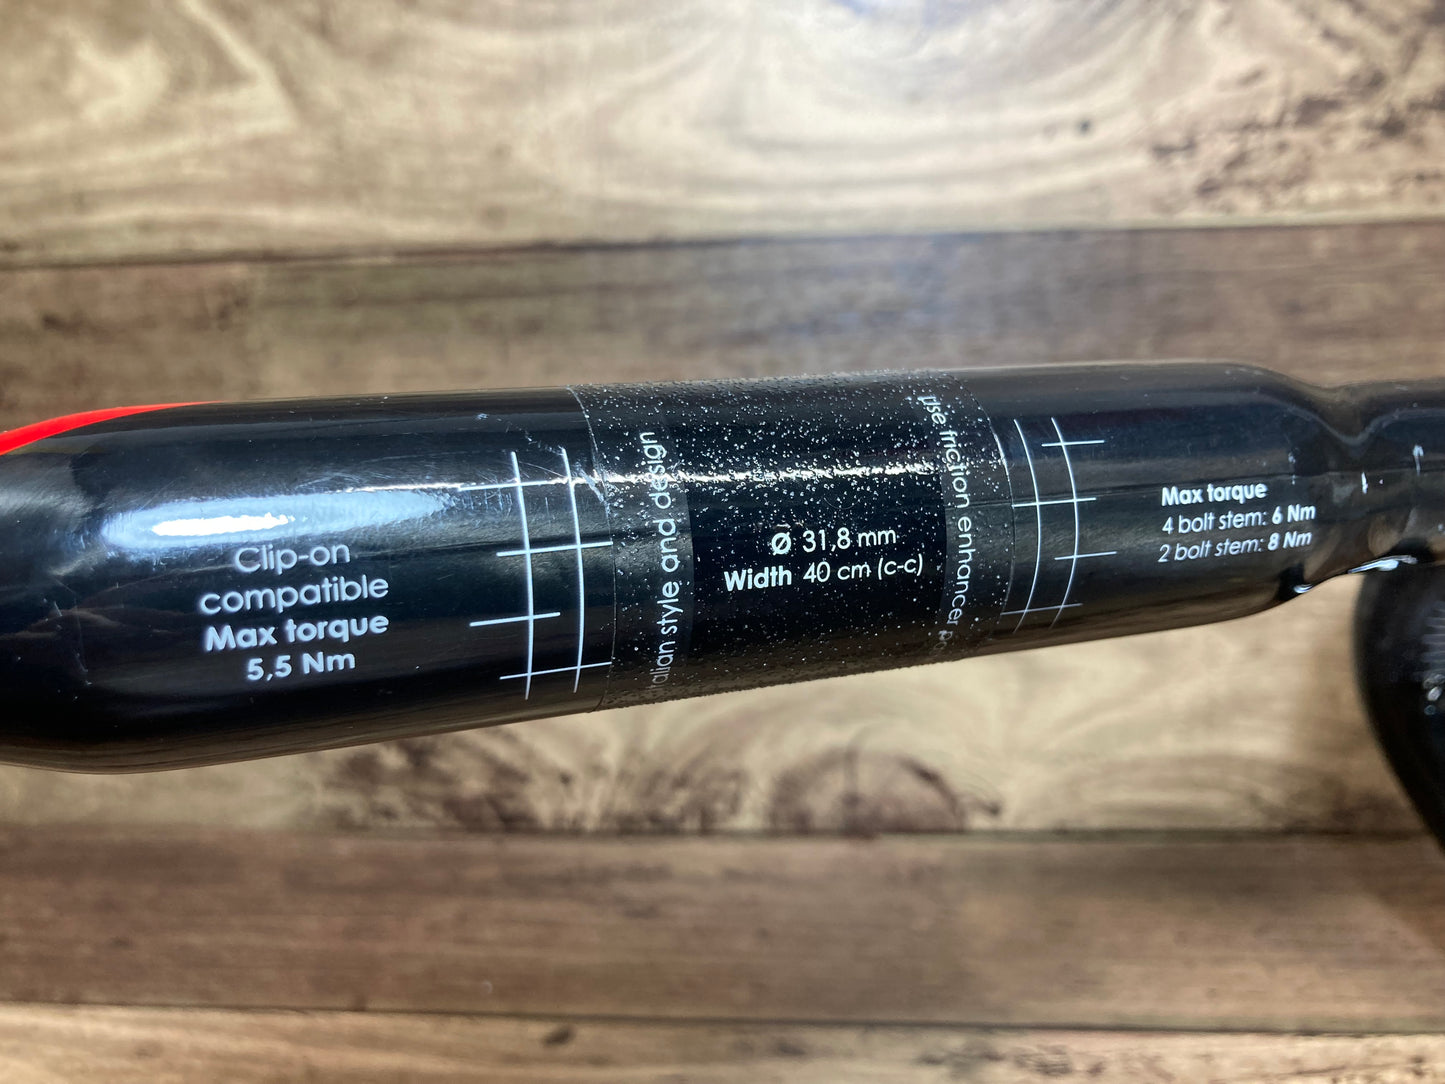 Clip-on
compatible
Max torque
5,5 Nm
Italian style and design
Ø 31,8 mm
Width 40 cm (c-c)
use friction enhancer
Max torque
4 bolt stem: 6 Nm
2 bolt stem: 8 Nm